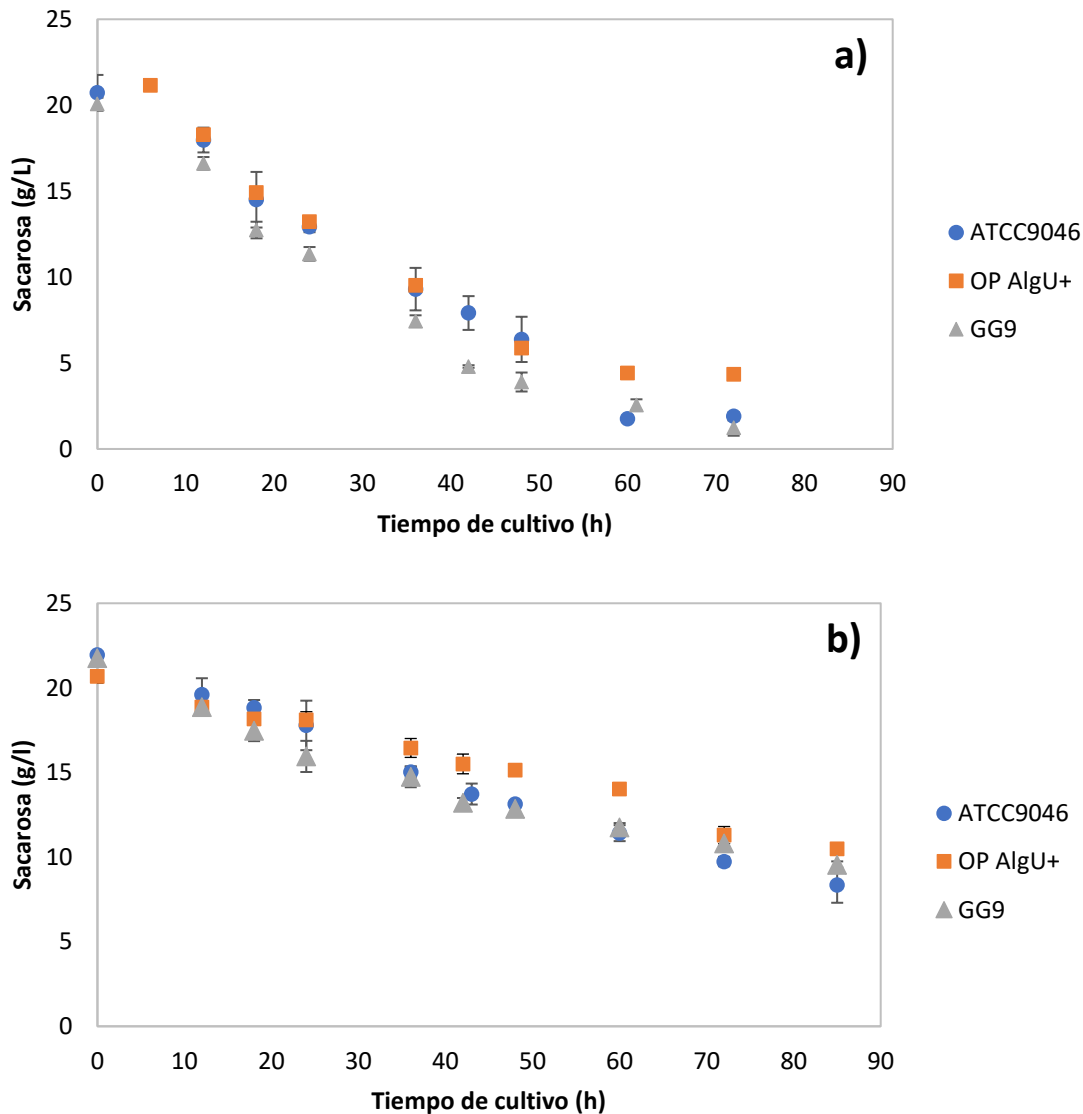 a)
Sacarosa (g/L)
25
20
15
10
5
0
0 10 20 30 40 50 60 70 80 90
Tiempo de cultivo (h)
ATCC9046
OP AlgU+
GG9
b)
Sacarosa (g/l)
25
20
15
10
5
0
0 10 20 30 40 50 60 70 80 90
Tiempo de cultivo (h)
ATCC9046
OP AlgU+
GG9